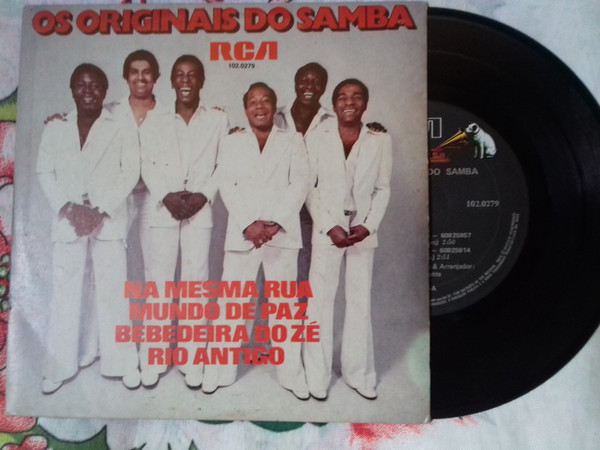 OS ORIGINAIS DO SAMBA
RCA
102.0279
NA MESMA RUA
MUNDO DE PAZ
BEBEDEIRA DO ZÉ
RIO ANTIGO
DO SAMBA
102.0279
& Arranjador: